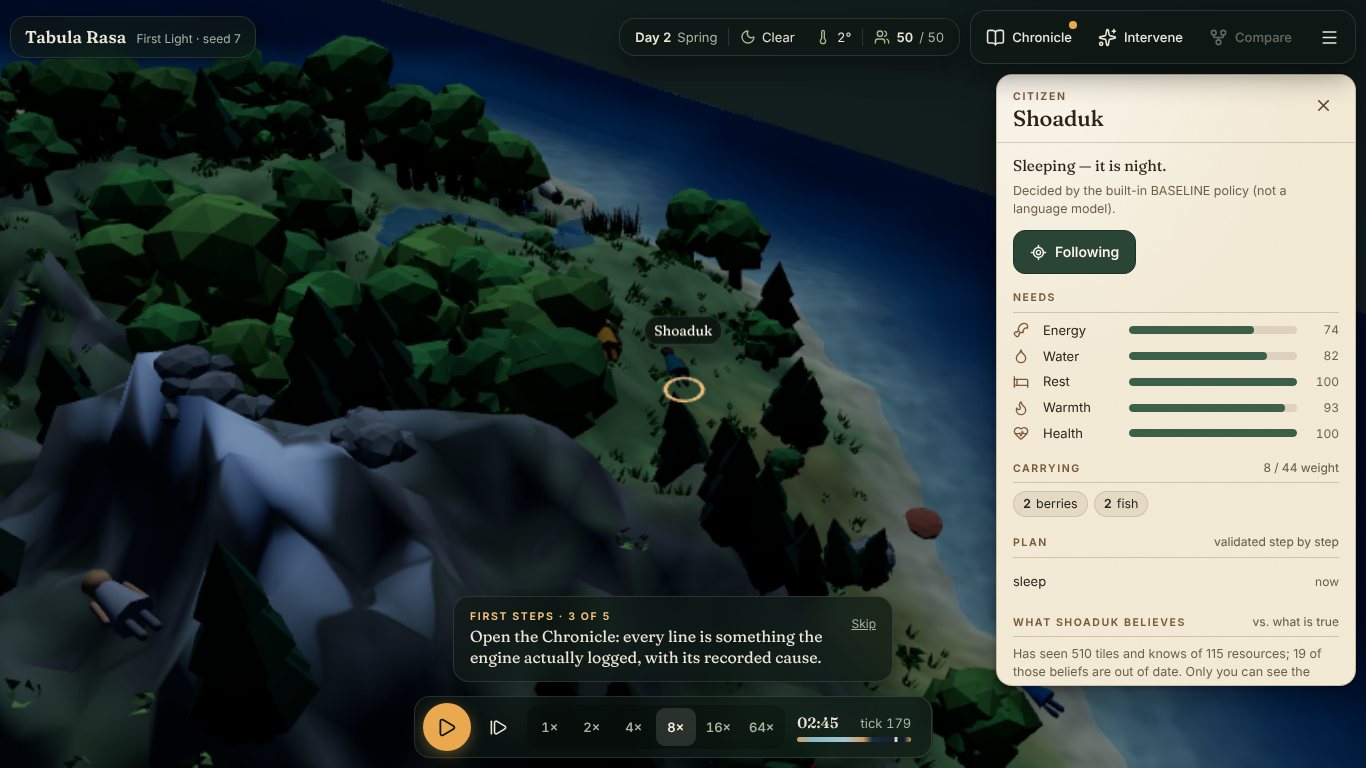 Tabula Rasa First Light · seed 7
Day 2 Spring Clear 2° 50 / 50
Chronicle Intervene Compare
CITIZEN
Shoaduk
Sleeping — it is night.
Decided by the built-in BASELINE policy (not a
language model).
Following
NEEDS
Energy 74
Water 82
Rest 100
Warmth 93
Health 100
CARRYING 8 / 44 weight
2 berries 2 fish
PLAN validated step by step
sleep now
WHAT SHOADUK BELIEVES vs. what is true
Has seen 510 tiles and knows of 115 resources; 19 of
those beliefs are out of date. Only you can see the
Shoaduk
FIRST STEPS · 3 OF 5
Open the Chronicle: every line is something the
engine actually logged, with its recorded cause.
Skip
1× 2× 4× 8× 16× 64× 02:45 tick 179